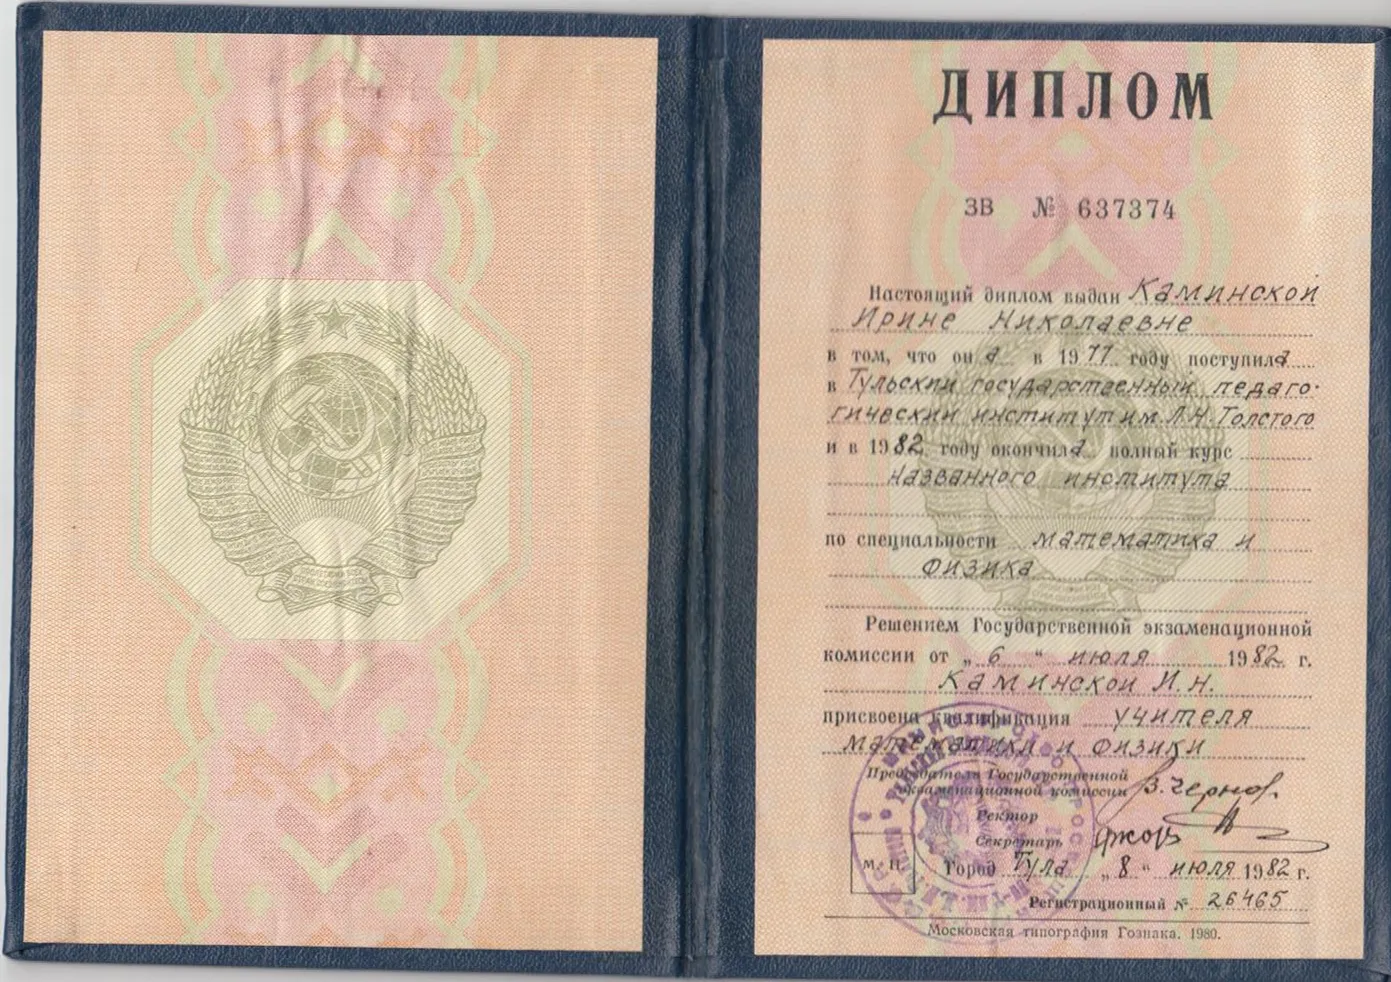 ДИПЛОМ
ЗВ № 637374
Настоящий диплом выдан Каминской
Ирине Николаевне
в том, что она в 1977 году поступила
в Тульский государственный педаго-
гический институт им. Л.Н.Толстого
и в 1982 году окончила полный курс
названного института
по специальности математика и
физика
Решением Государственной экзаменационной
комиссии от „6“ июля 1982 г.
Каминской И.Н.
присвоена квалификация учителя
математики и физики
Председатель Государственной
экзаменационной комиссии
Ректор
Секретарь
М. П. Город Тула „8“ июля 1982 г.
Регистрационный № 26465
Московская типография Гознака. 1980.